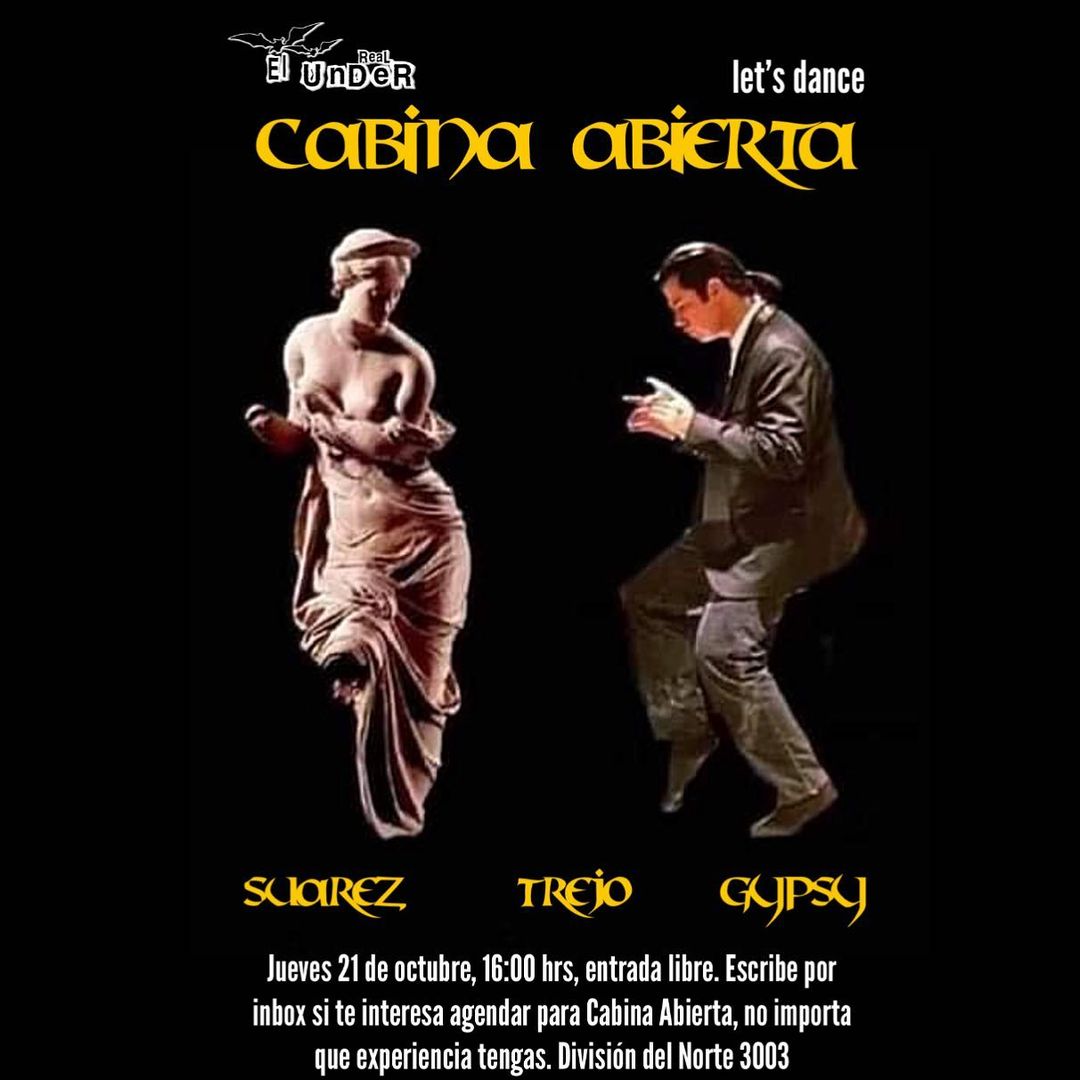 El Real Under
let's dance
Cabina Abierta
Suarez Trejo Gypsy
Jueves 21 de octubre, 16:00 hrs, entrada libre. Escribe por
inbox si te interesa agendar para Cabina Abierta, no importa
que experiencia tengas. División del Norte 3003